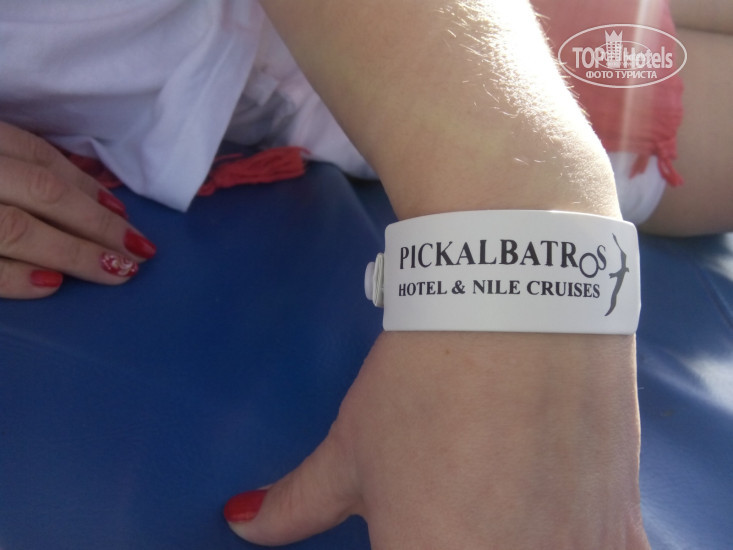 TOP Hotels
ФОТО ТУРИСТА
PICKALBATROS
HOTEL & NILE CRUISES